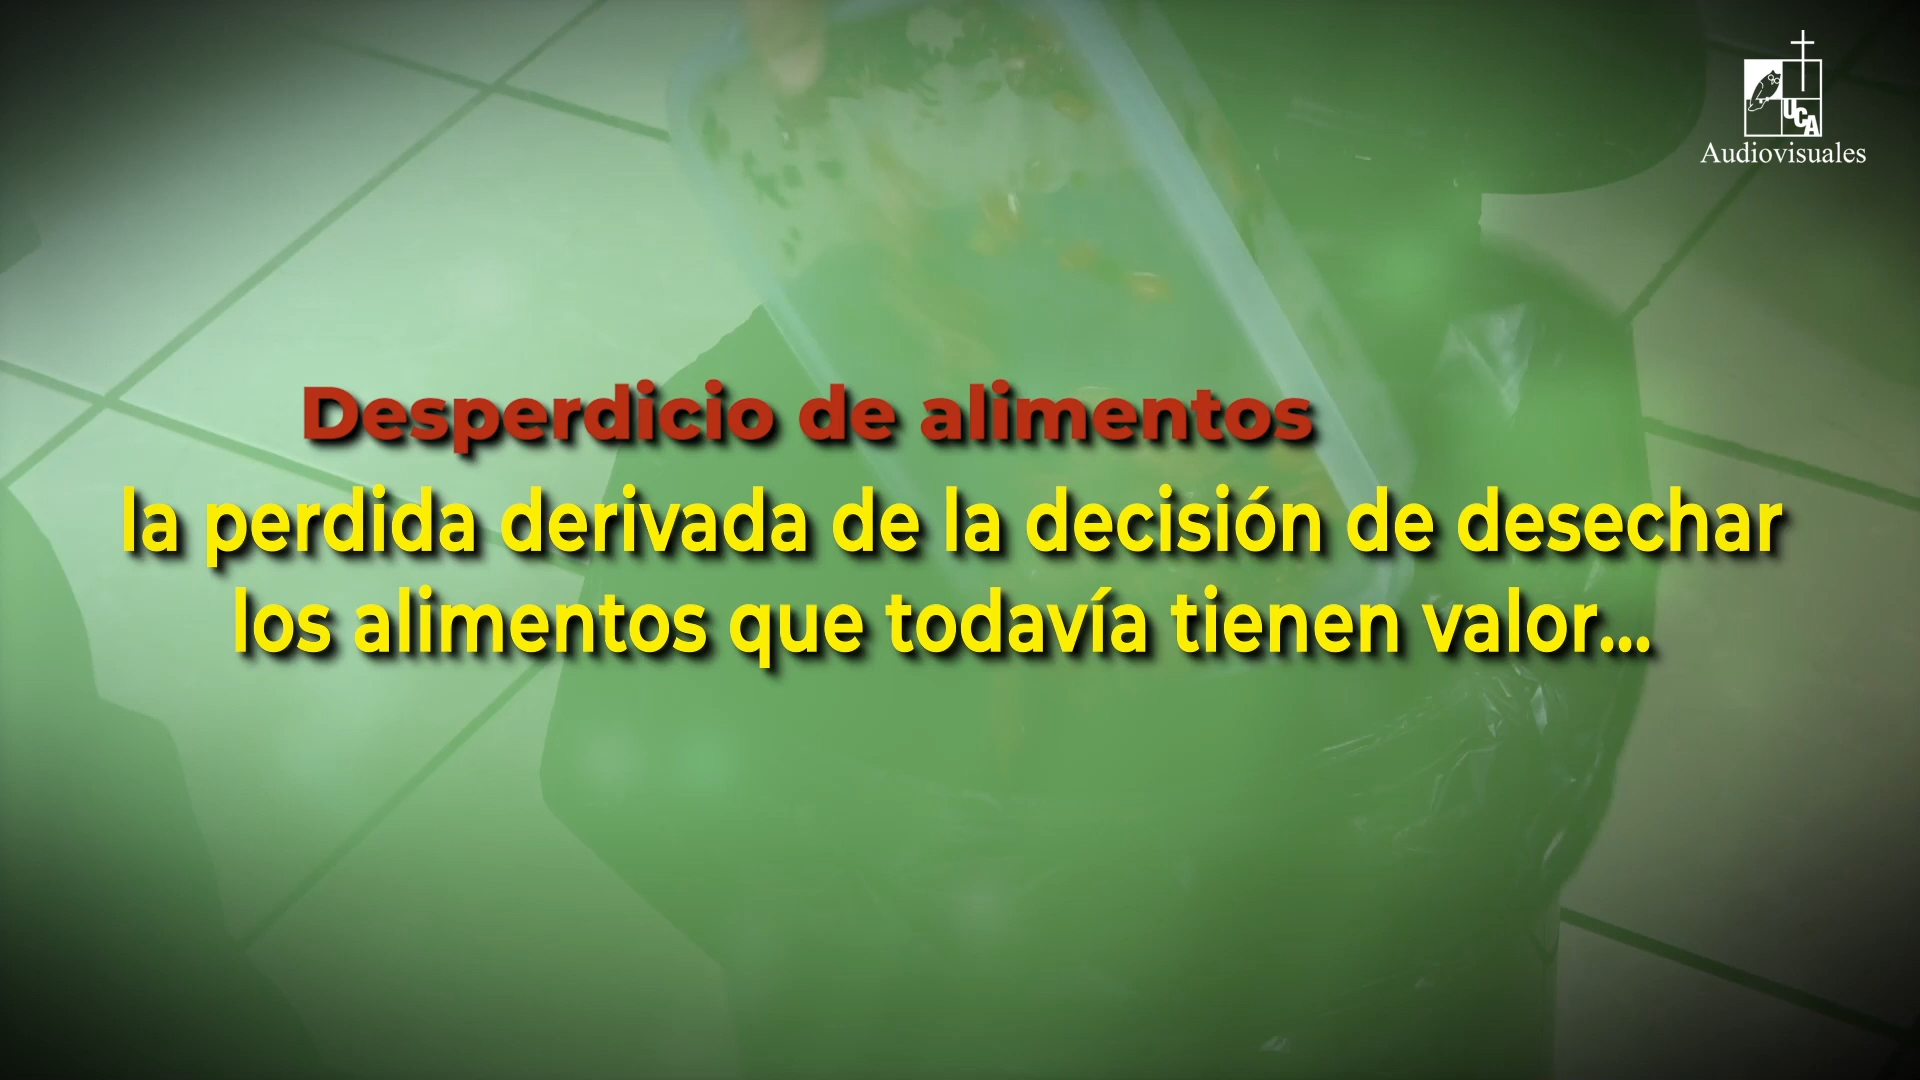 UCA
Audiovisuales
Desperdicio de alimentos
la perdida derivada de la decisión de desechar
los alimentos que todavía tienen valor...